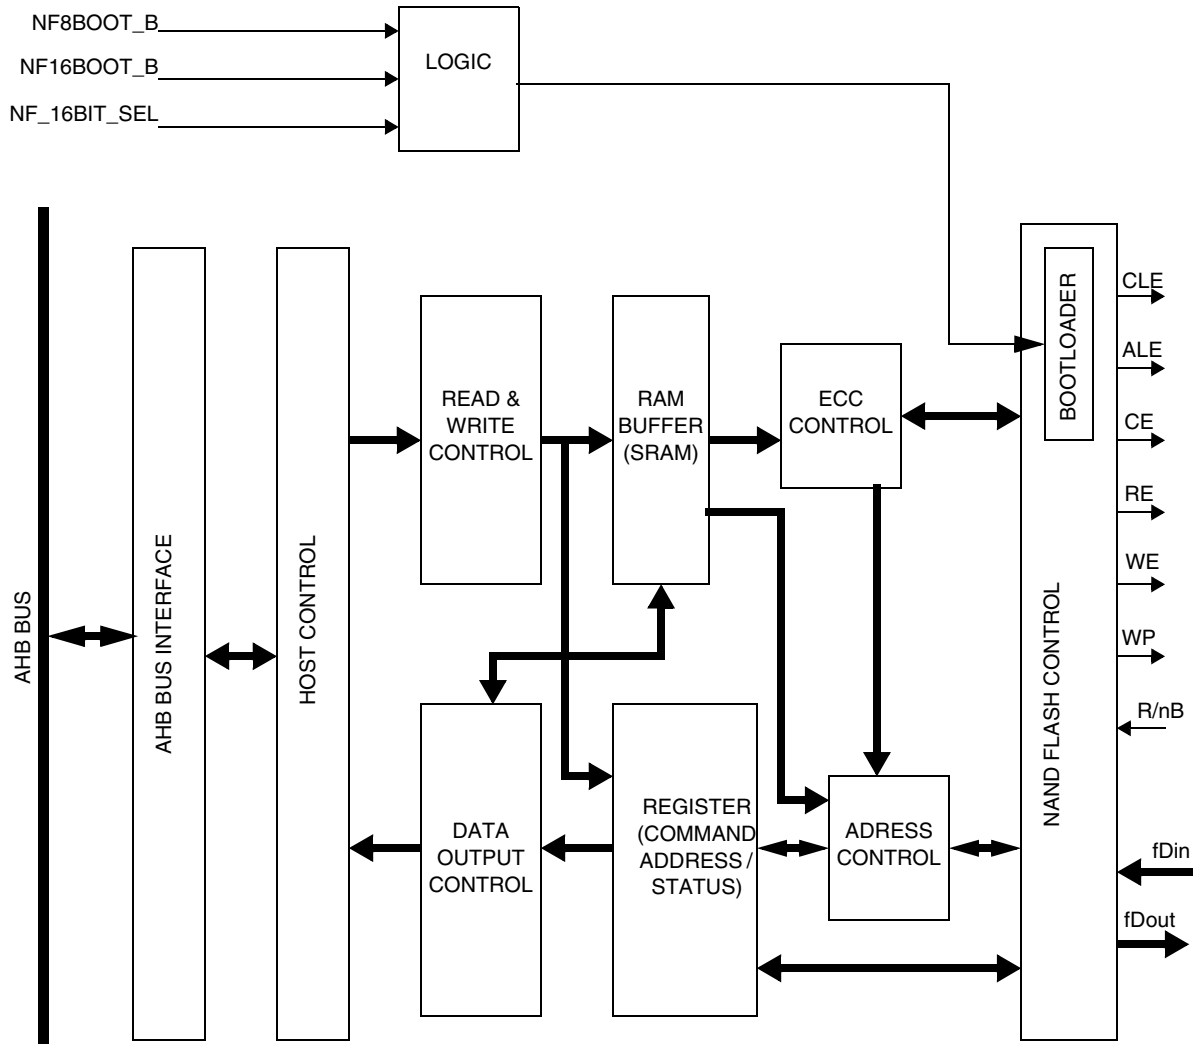 NF8BOOT_B
NF16BOOT_B
NF_16BIT_SEL
LOGIC
AHB BUS
AHB BUS INTERFACE
HOST CONTROL
READ &
WRITE
CONTROL
RAM
BUFFER
(SRAM)
ECC
CONTROL
DATA
OUTPUT
CONTROL
REGISTER
(COMMAND
ADDRESS /
STATUS)
ADRESS
CONTROL
BOOTLOADER
NAND FLASH CONTROL
CLE
ALE
CE
RE
WE
WP
R/nB
fDin
fDout